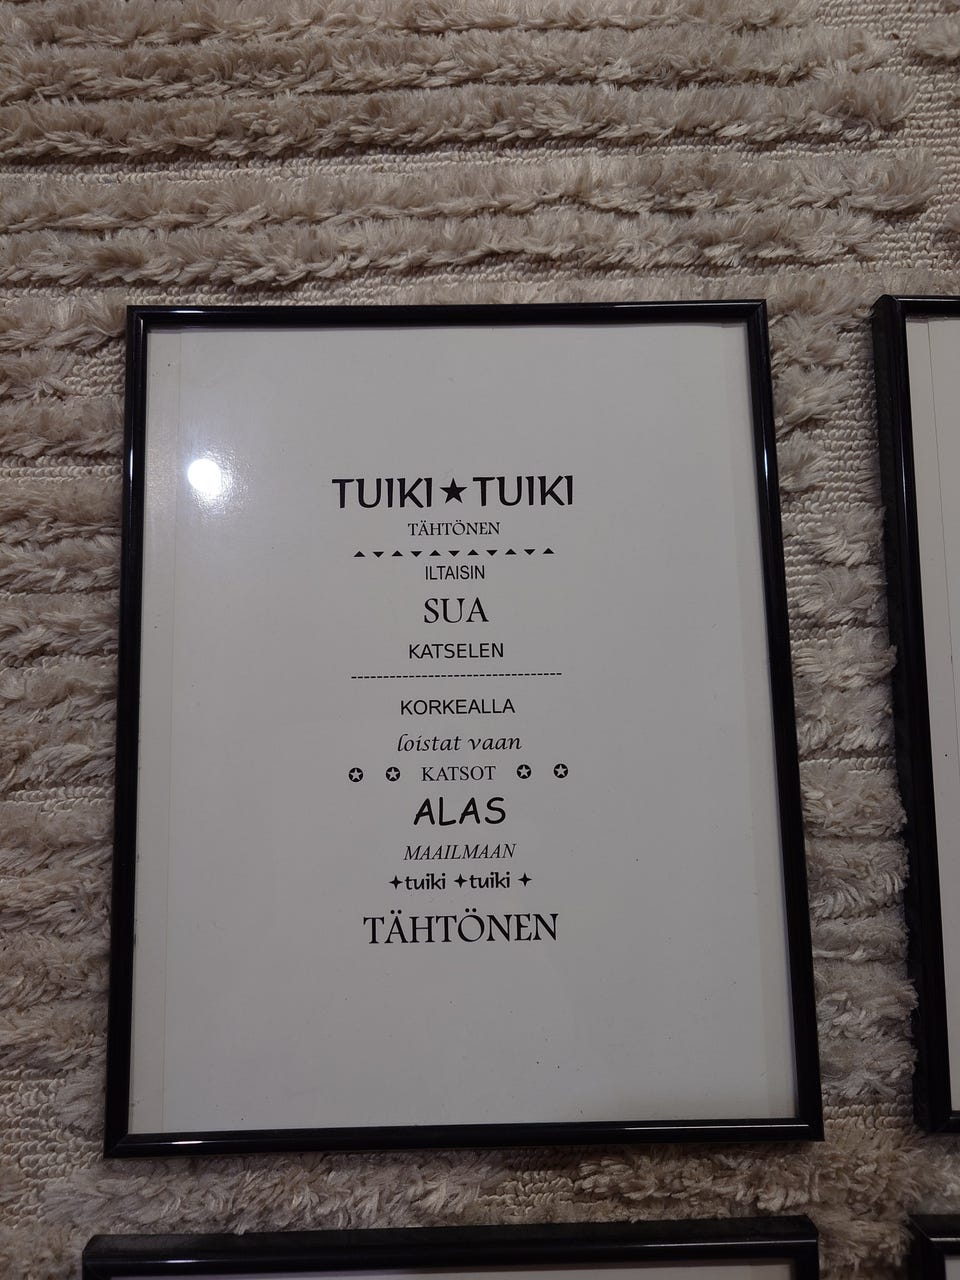 TUIKI★TUIKI
TÄHTÖNEN
ILTAISIN
SUA
KATSELEN
KORKEALLA
loistat vaan
KATSOT
ALAS
MAAILMAAN
tuiki tuiki
TÄHTÖNEN